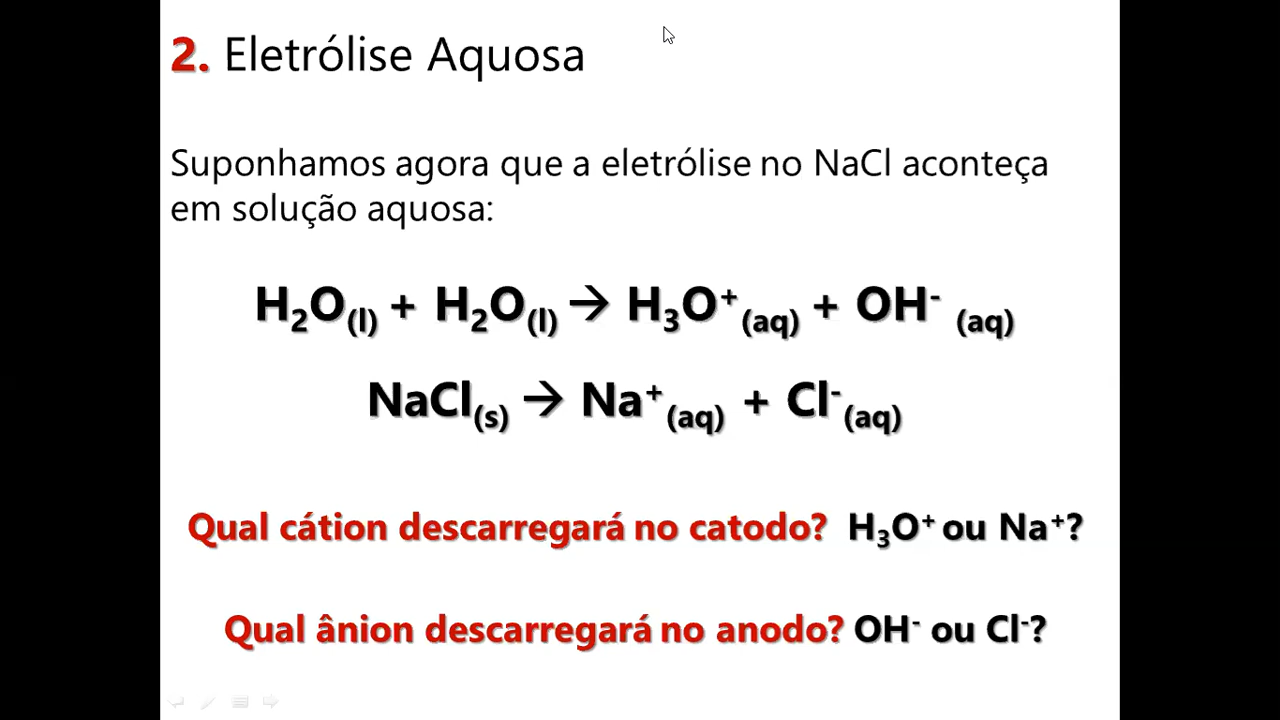 2. Eletrólise Aquosa
Suponhamos agora que a eletrólise no NaCl aconteça
em solução aquosa:
H₂O₍l₎ + H₂O₍l₎ → H₃O⁺₍aq₎ + OH⁻ ₍aq₎
NaCl₍s₎ → Na⁺₍aq₎ + Cl⁻₍aq₎
Qual cátion descarregará no catodo? H₃O⁺ ou Na⁺?
Qual ânion descarregará no anodo? OH⁻ ou Cl⁻?